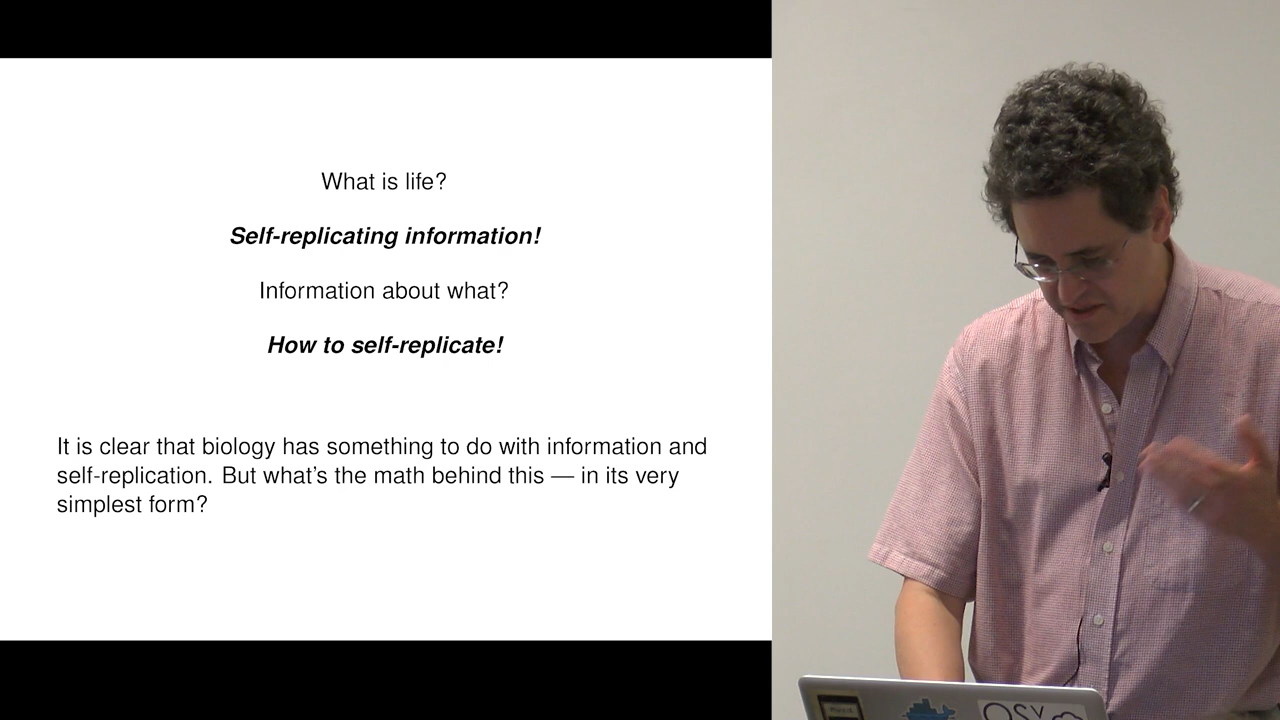 What is life?
Self-replicating information!
Information about what?
How to self-replicate!
It is clear that biology has something to do with information and
self-replication. But what's the math behind this — in its very
simplest form?